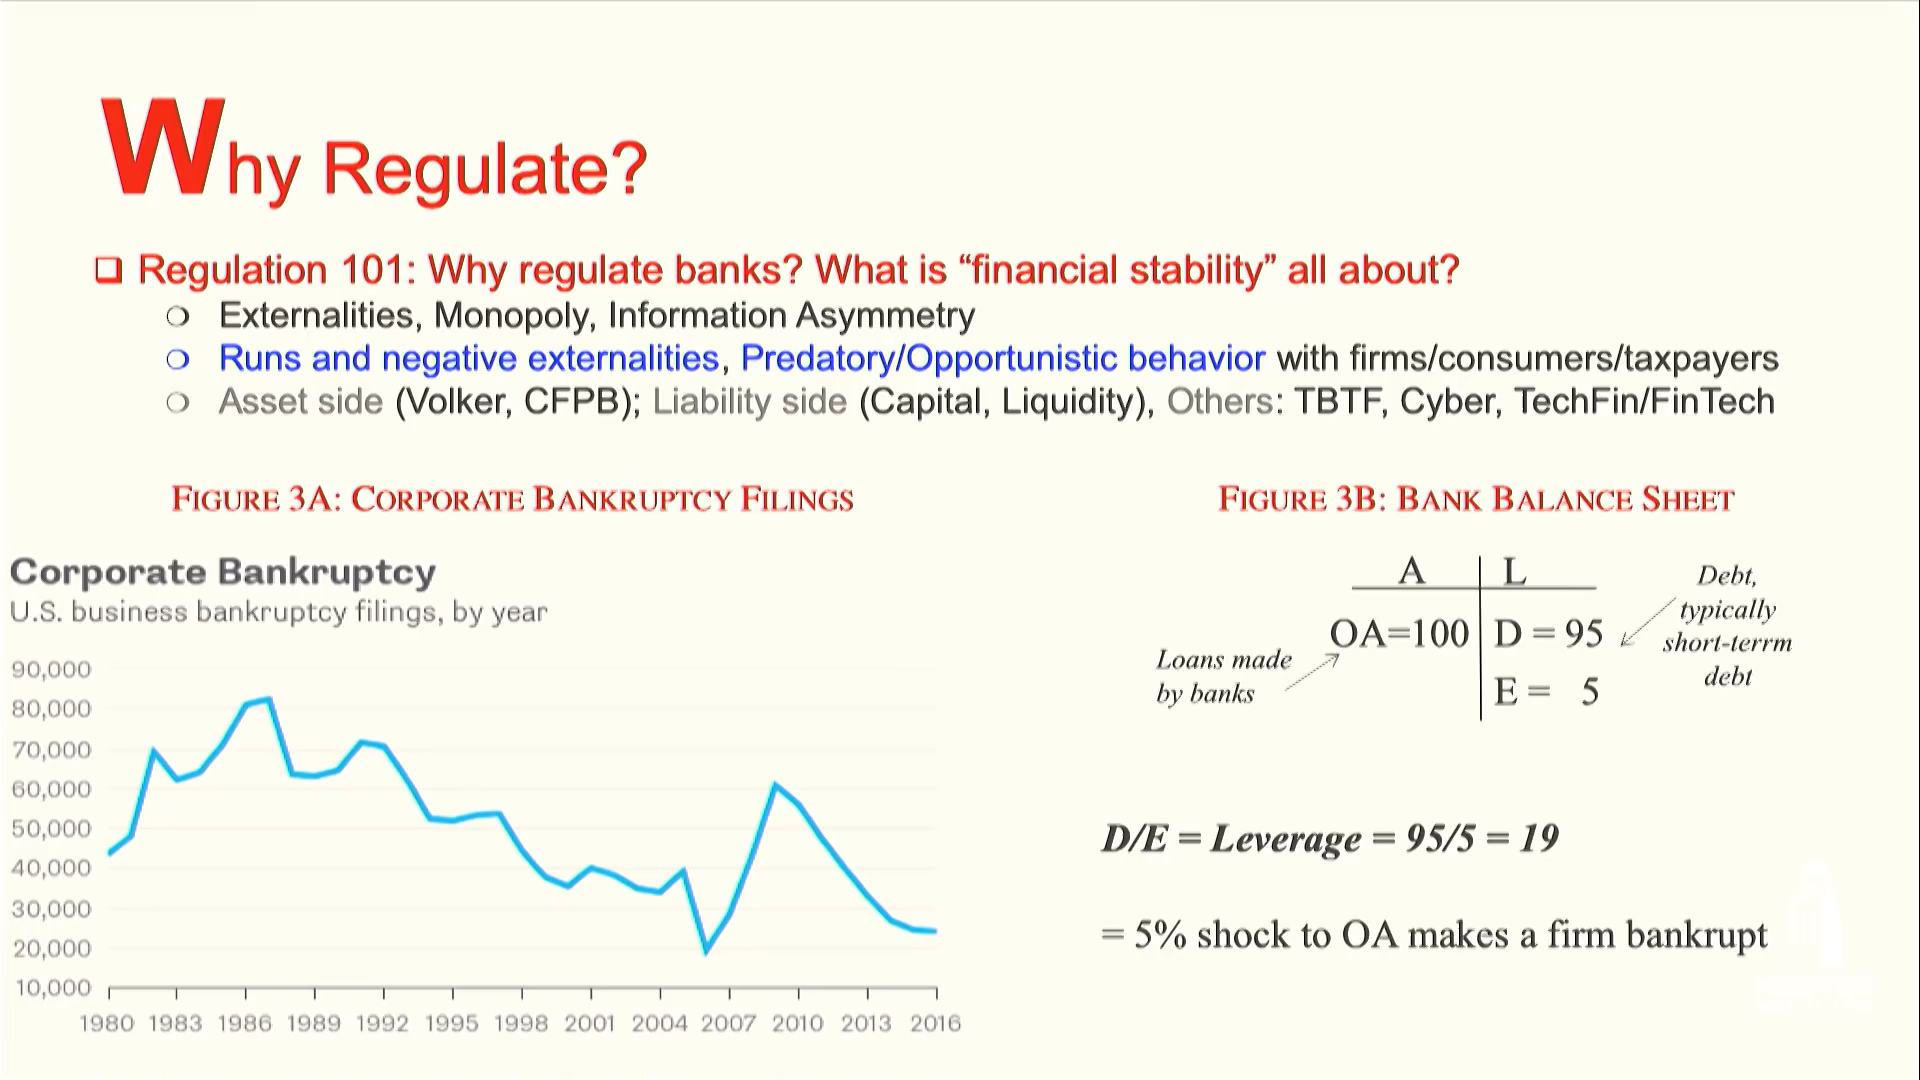 Why Regulate?
Regulation 101: Why regulate banks? What is “financial stability” all about?
Externalities, Monopoly, Information Asymmetry
Runs and negative externalities, Predatory/Opportunistic behavior with firms/consumers/taxpayers
Asset side (Volker, CFPB); Liability side (Capital, Liquidity), Others: TBTF, Cyber, TechFin/FinTech
FIGURE 3A: CORPORATE BANKRUPTCY FILINGS
Corporate Bankruptcy
U.S. business bankruptcy filings, by year
90,000
80,000
70,000
60,000
50,000
40,000
30,000
20,000
10,000
1980 1983 1986 1989 1992 1995 1998 2001 2004 2007 2010 2013 2016
FIGURE 3B: BANK BALANCE SHEET
A L
OA=100 D = 95
E = 5
Loans made
by banks
Debt,
typically
short-terrm
debt
D/E = Leverage = 95/5 = 19
= 5% shock to OA makes a firm bankrupt